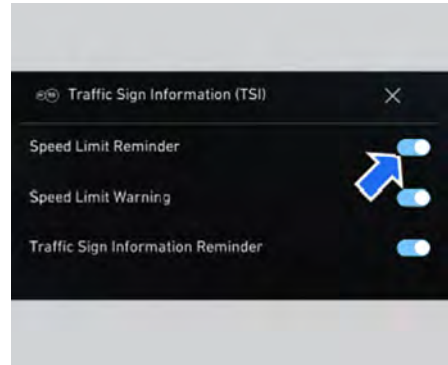 Traffic Sign Information (TSI)
Speed Limit Reminder
Speed Limit Warning
Traffic Sign Information Reminder